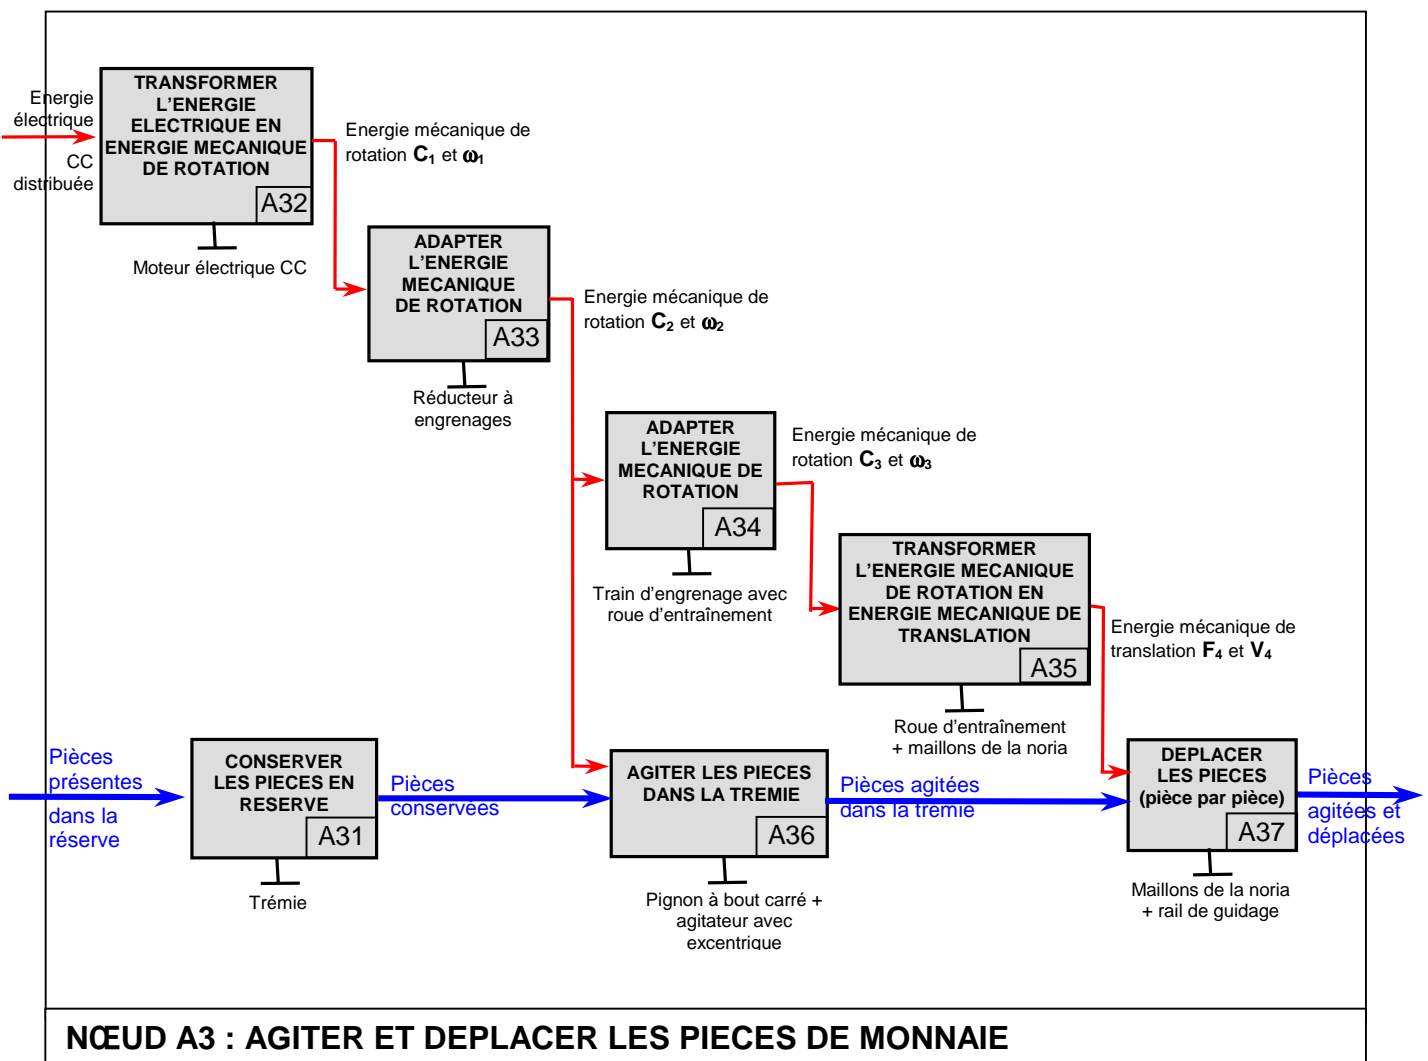 Energie
électrique
CC
distribuée
TRANSFORMER
L’ENERGIE
ELECTRIQUE EN
ENERGIE MECANIQUE
DE ROTATION
A32
Moteur électrique CC
Energie mécanique de
rotation C1 et ω1
ADAPTER
L’ENERGIE
MECANIQUE
DE ROTATION
A33
Réducteur à
engrenages
Energie mécanique de
rotation C2 et ω2
ADAPTER
L’ENERGIE
MECANIQUE DE
ROTATION
A34
Train d’engrenage avec
roue d’entraînement
Energie mécanique de
rotation C3 et ω3
TRANSFORMER
L’ENERGIE MECANIQUE
DE ROTATION EN
ENERGIE MECANIQUE DE
TRANSLATION
A35
Roue d’entraînement
+ maillons de la noria
Energie mécanique de
translation F4 et V4
Pièces
présentes
dans la
réserve
CONSERVER
LES PIECES EN
RESERVE
A31
Trémie
Pièces
conservées
AGITER LES PIECES
DANS LA TREMIE
A36
Pignon à bout carré +
agitateur avec
excentrique
Pièces agitées
dans la trémie
DEPLACER
LES PIECES
(pièce par pièce)
A37
Maillons de la noria
+ rail de guidage
Pièces
agitées et
déplacées
NŒUD A3 : AGITER ET DEPLACER LES PIECES DE MONNAIE